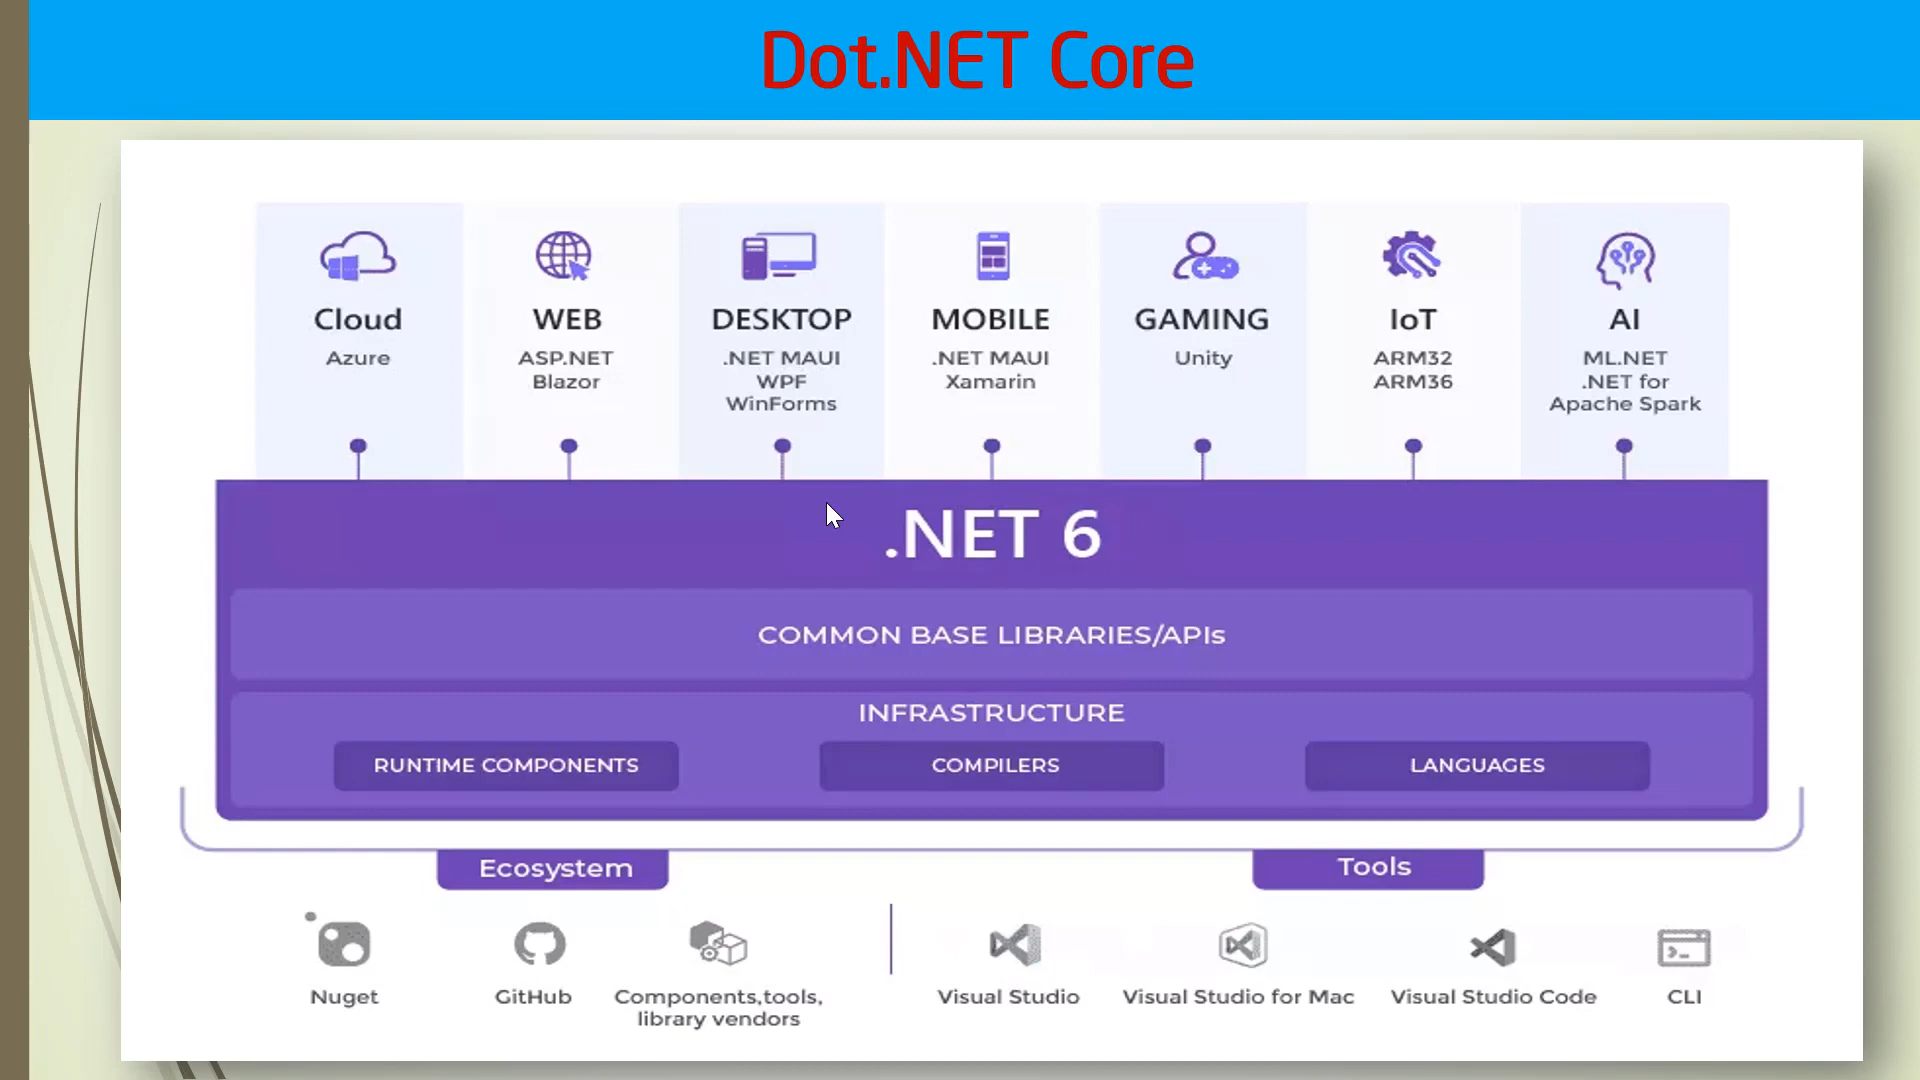 Dot.NET Core
Cloud
Azure
WEB
ASP.NET
Blazor
DESKTOP
.NET MAUI
WPF
WinForms
MOBILE
.NET MAUI
Xamarin
GAMING
Unity
IoT
ARM32
ARM36
AI
ML.NET
.NET for
Apache Spark
.NET 6
COMMON BASE LIBRARIES/APIs
INFRASTRUCTURE
RUNTIME COMPONENTS
COMPILERS
LANGUAGES
Ecosystem
Nuget
GitHub
Components,tools,
library vendors
Tools
Visual Studio
Visual Studio for Mac
Visual Studio Code
CLI